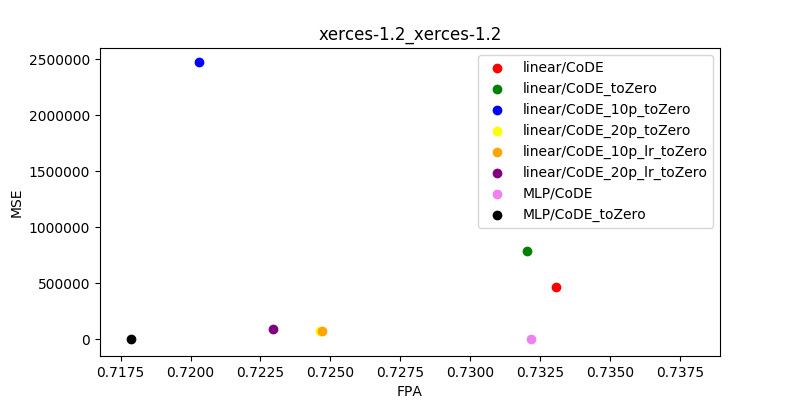 xerces-1.2_xerces-1.2
2500000
2000000
1500000
1000000
500000
0
MSE
linear/CoDE
linear/CoDE_toZero
linear/CoDE_10p_toZero
linear/CoDE_20p_toZero
linear/CoDE_10p_lr_toZero
linear/CoDE_20p_lr_toZero
MLP/CoDE
MLP/CoDE_toZero
0.7175 0.7200 0.7225 0.7250 0.7275 0.7300 0.7325 0.7350 0.7375
FPA